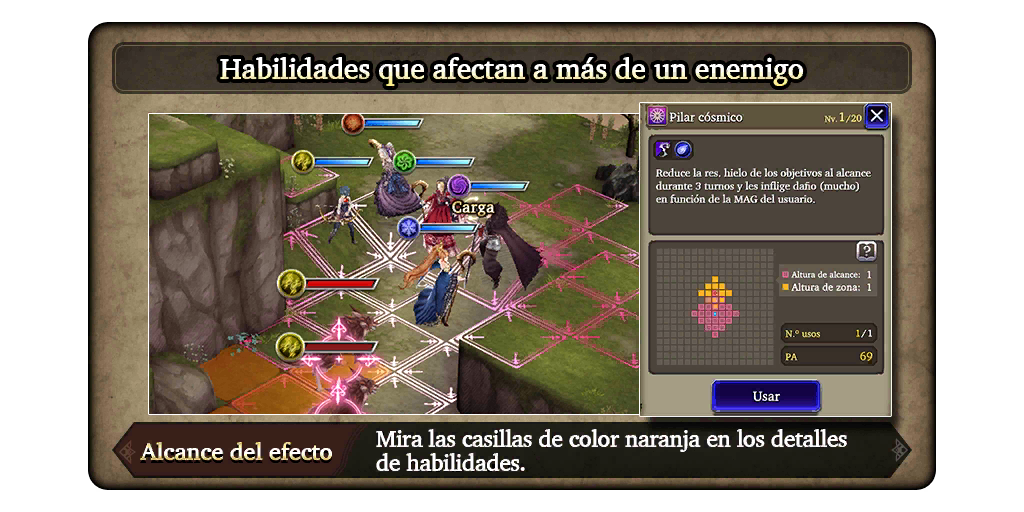 Habilidades que afectan a más de un enemigo
Pilar cósmico
Nv. 1/20
Reduce la res. hielo de los objetivos al alcance
durante 3 turnos y les inflige daño (mucho)
en función de la MAG del usuario.
Carga
?
Altura de alcance: 1
Altura de zona: 1
N.º usos 1/1
PA 69
Usar
Alcance del efecto
Mira las casillas de color naranja en los detalles
de habilidades.